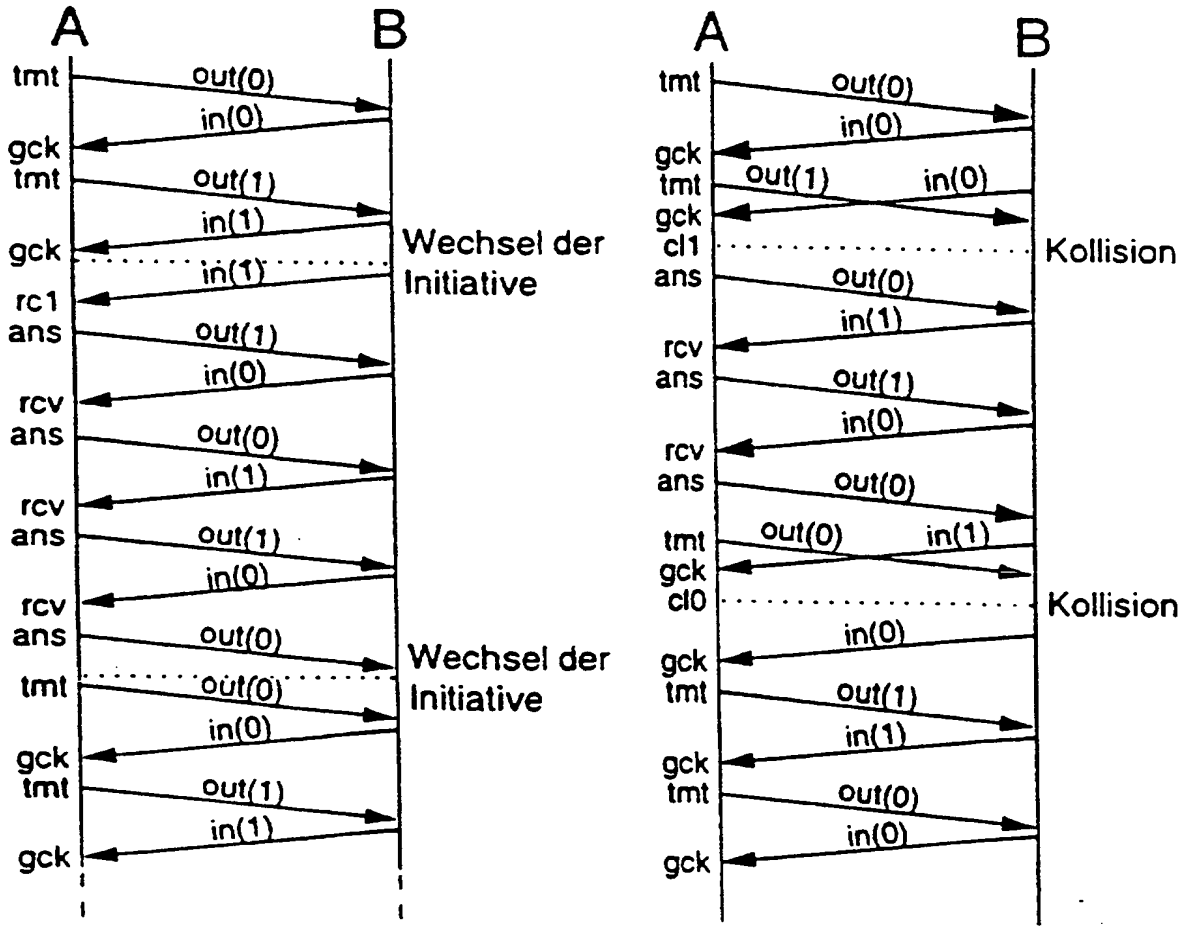 A B
tmt out(0)
in(0)
gck
tmt out(1)
in(1)
gck
Wechsel der
Initiative
in(1)
rc1
ans out(1)
in(0)
rcv
ans out(0)
in(1)
rcv
ans out(1)
in(0)
rcv
ans out(0)
Wechsel der
Initiative
tmt out(0)
in(0)
gck
tmt out(1)
in(1)
gck
A B
tmt out(0)
in(0)
gck
tmt out(1) in(0)
gck
cl1 Kollision
ans out(0)
in(1)
rcv
ans out(1)
in(0)
rcv
ans out(0)
tmt out(0) in(1)
gck
cl0 Kollision
in(0)
gck
tmt out(1)
in(1)
gck
tmt out(0)
in(0)
gck